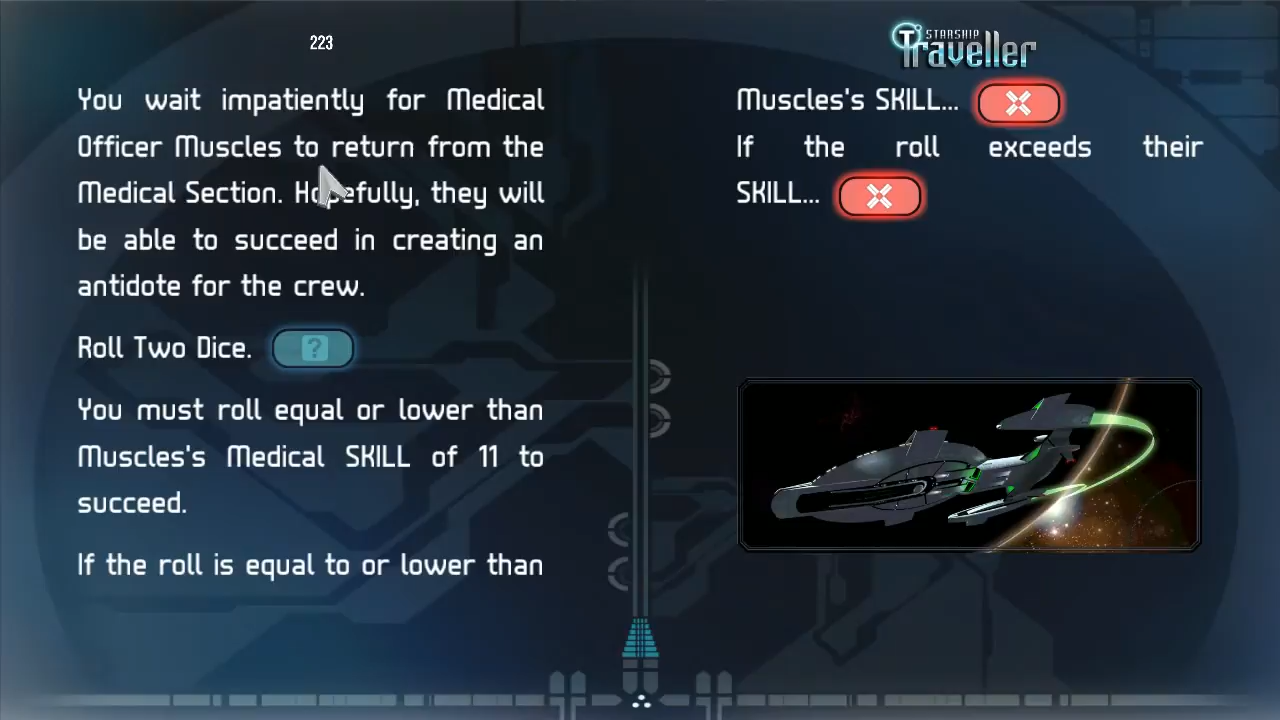 223
You wait impatiently for Medical
Officer Muscles to return from the
Medical Section. Hopefully, they will
be able to succeed in creating an
antidote for the crew.
Roll Two Dice. ?
You must roll equal or lower than
Muscles's Medical SKILL of 11 to
succeed.
If the roll is equal to or lower than
STARSHIP
Traveller
Muscles's SKILL...
If the roll exceeds their
SKILL...